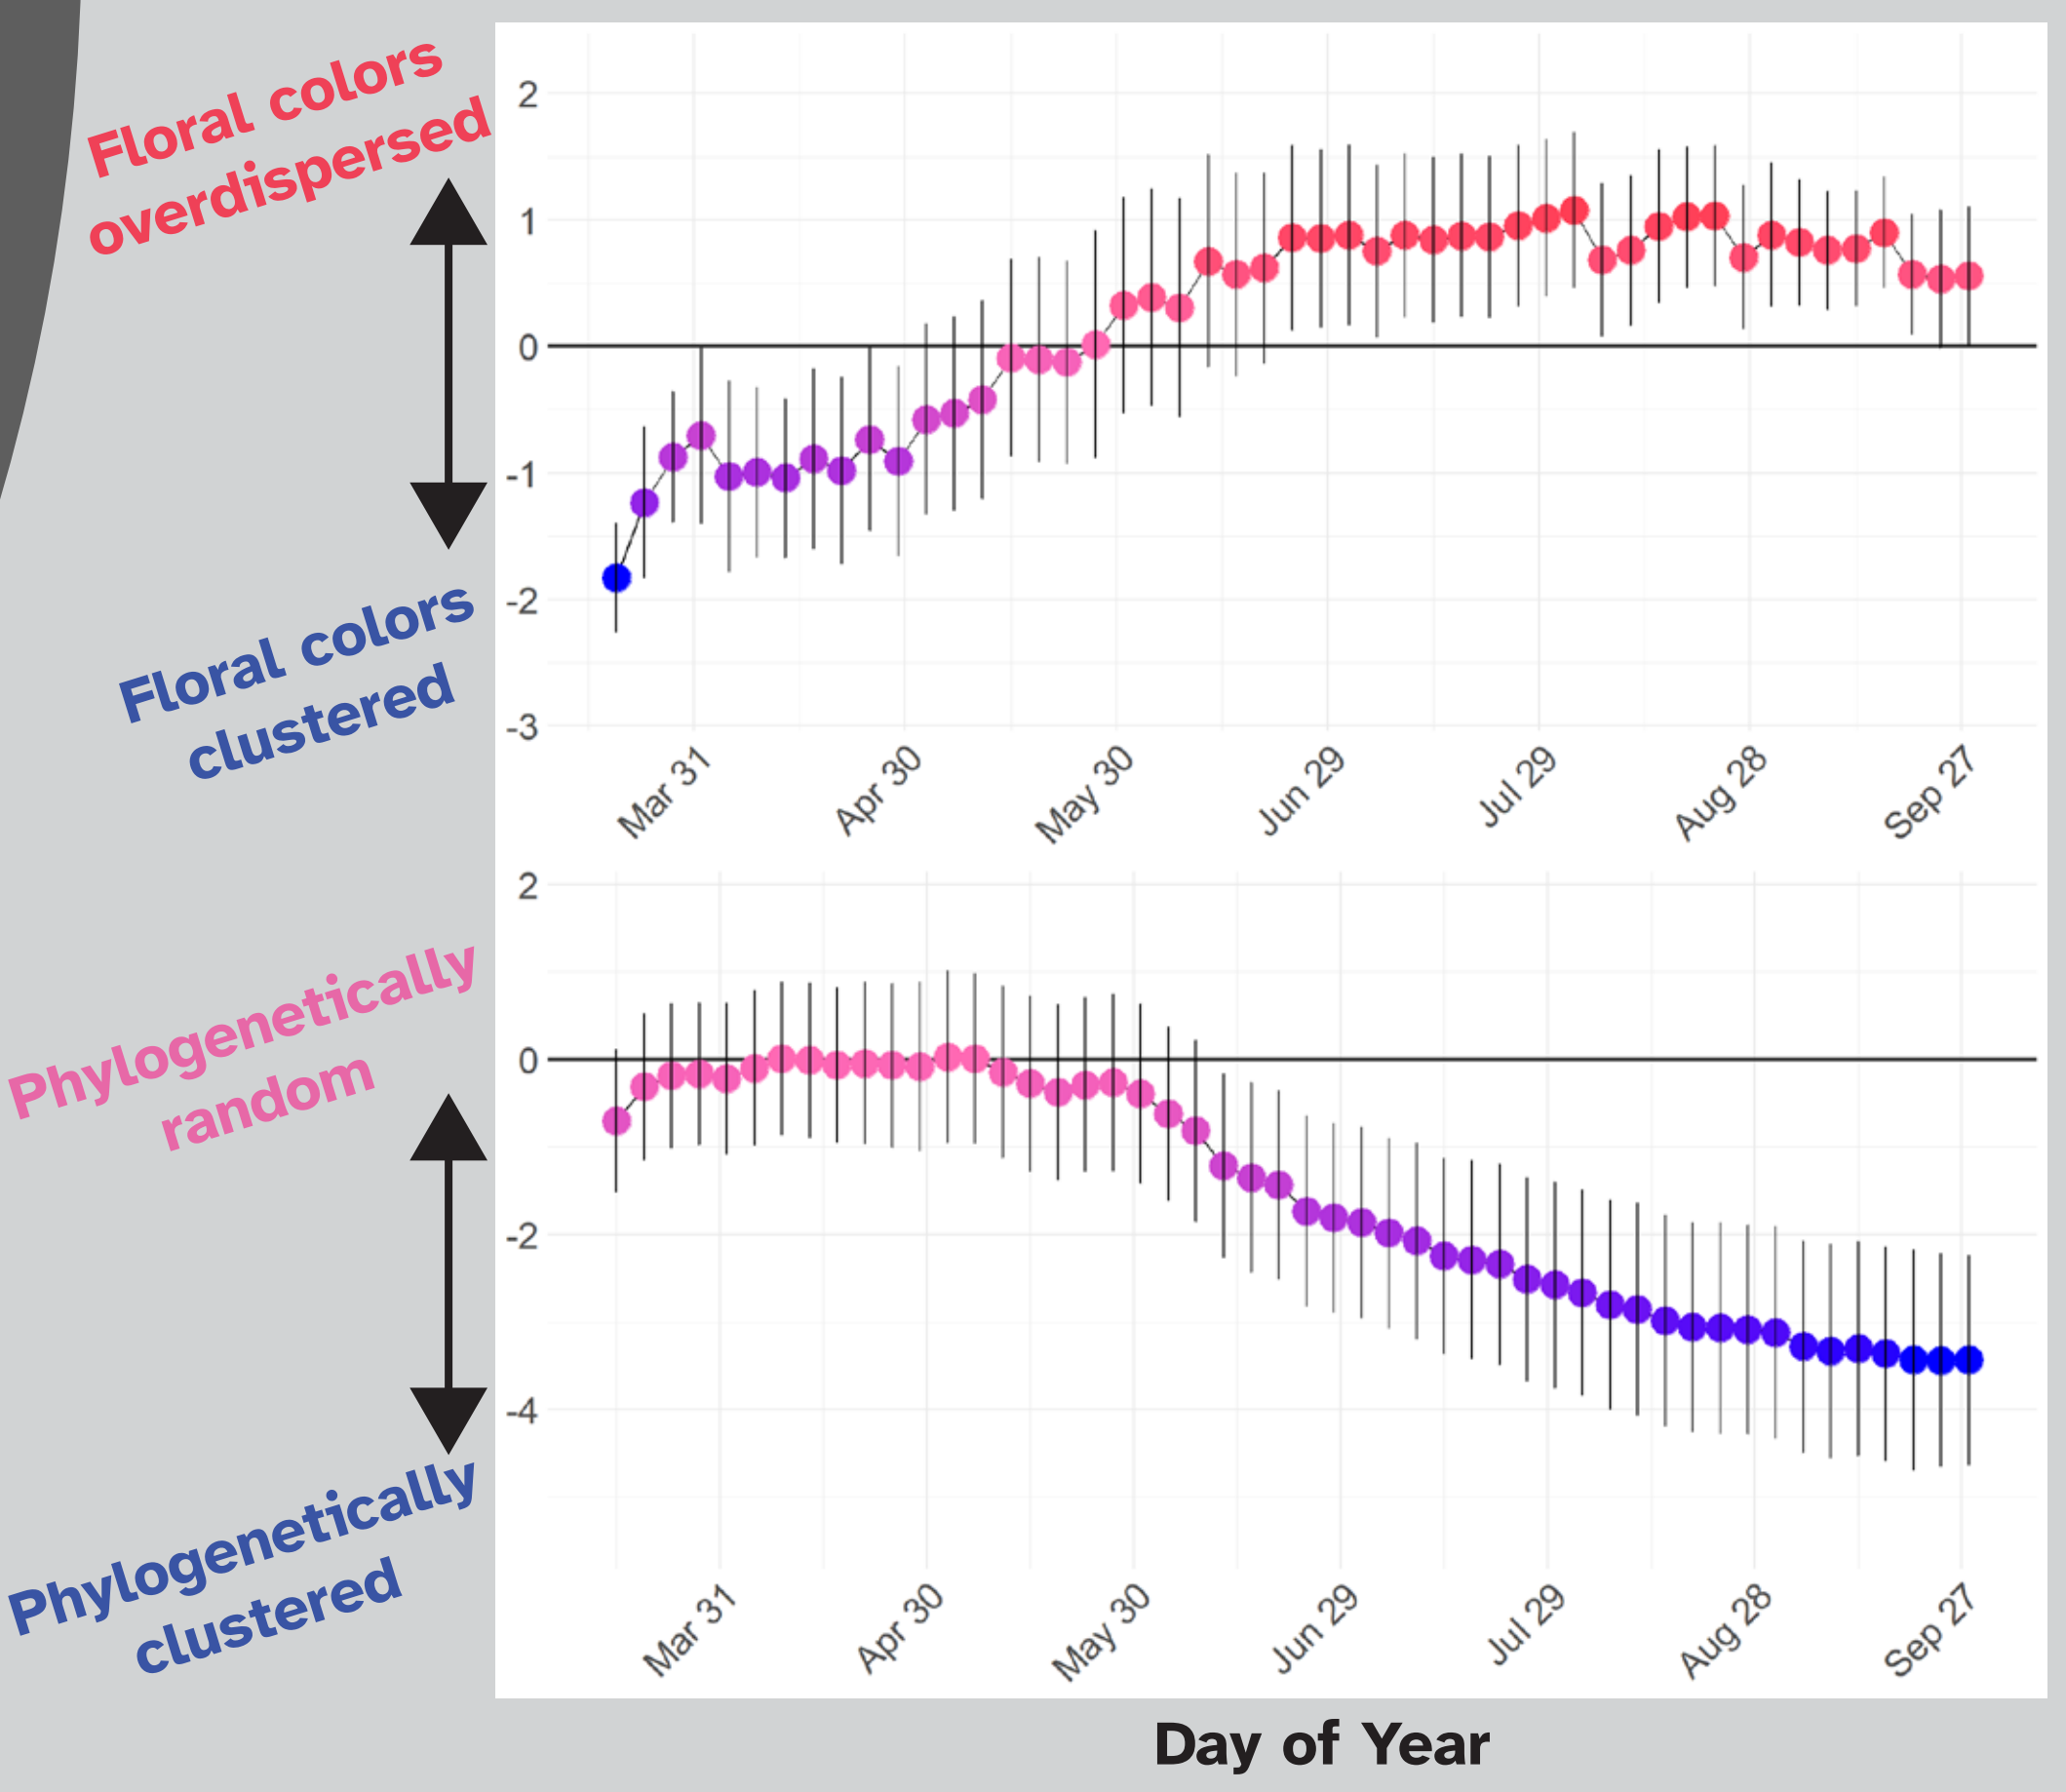 Floral colors
overdispersed
Floral colors
clustered
2
1
0
-1
-2
-3
Mar 31
Apr 30
May 30
Jun 29
Jul 29
Aug 28
Sep 27
Phylogenetically
random
Phylogenetically
clustered
2
0
-2
-4
Mar 31
Apr 30
May 30
Jun 29
Jul 29
Aug 28
Sep 27
Day of Year